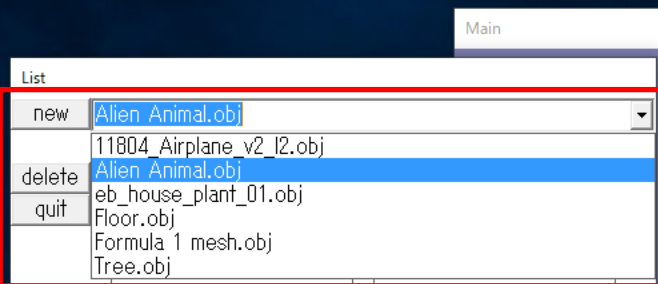 Main
List
new Alien Animal.obj
11804_Airplane_v2_l2.obj
delete Alien Animal.obj
eb_house_plant_01.obj
quit Floor.obj
Formula 1 mesh.obj
Tree.obj